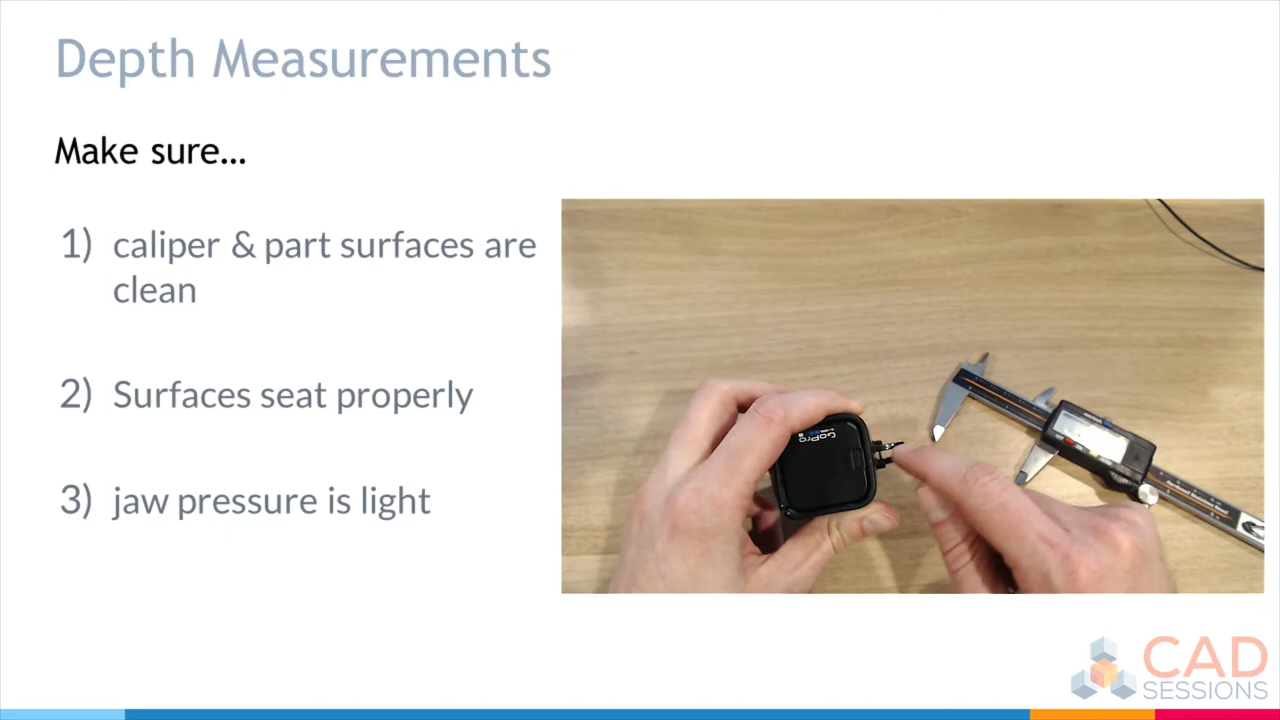 Depth Measurements
Make sure...
1) caliper & part surfaces are
clean
2) Surfaces seat properly
3) jaw pressure is light
GoPro
CAD
SESSIONS